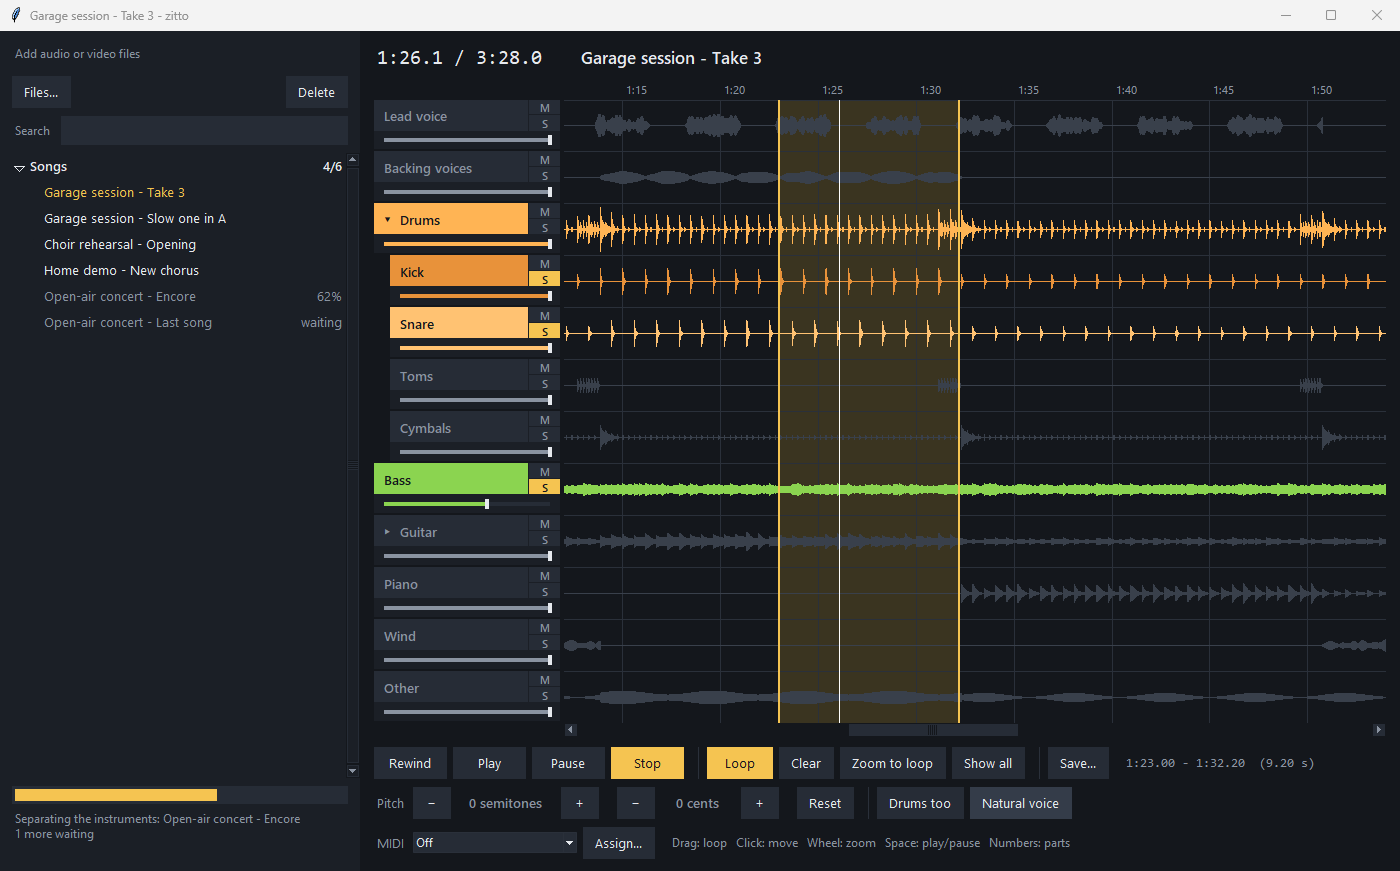 Garage session - Take 3 - zitto
Add audio or video files
Files...
Delete
Search
Songs 4/6
Garage session - Take 3
Garage session - Slow one in A
Choir rehearsal - Opening
Home demo - New chorus
Open-air concert - Encore 62%
Open-air concert - Last song waiting
Separating the instruments: Open-air concert - Encore
1 more waiting
1:26.1 / 3:28.0 Garage session - Take 3
1:15 1:20 1:25 1:30 1:35 1:40 1:45 1:50
Lead voice M
S
Backing voices M
S
Drums M
S
Kick M
S
Snare M
S
Toms M
S
Cymbals M
S
Bass M
S
Guitar M
S
Piano M
S
Wind M
S
Other M
S
Rewind Play Pause Stop Loop Clear Zoom to loop Show all Save... 1:23.00 - 1:32.20 (9.20 s)
Pitch − 0 semitones + − 0 cents + Reset Drums too Natural voice
MIDI Off Assign... Drag: loop Click: move Wheel: zoom Space: play/pause Numbers: parts